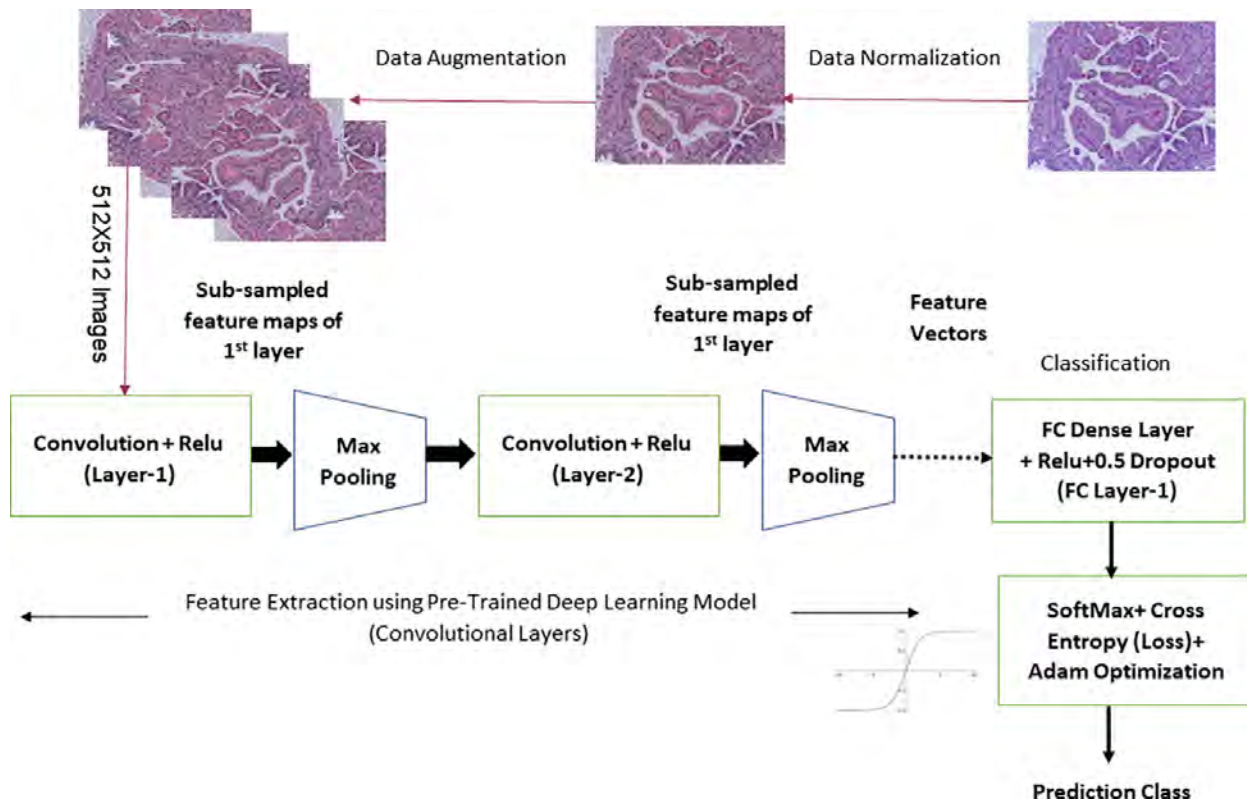 Data Augmentation
Data Normalization
512X512 Images
Sub-sampled
feature maps of
1st layer
Sub-sampled
feature maps of
1st layer
Feature
Vectors
Classification
Convolution + Relu
(Layer-1)
Max
Pooling
Convolution + Relu
(Layer-2)
Max
Pooling
FC Dense Layer
+ Relu+0.5 Dropout
(FC Layer-1)
Feature Extraction using Pre-Trained Deep Learning Model
(Convolutional Layers)
SoftMax+ Cross
Entropy (Loss)+
Adam Optimization
Prediction Class